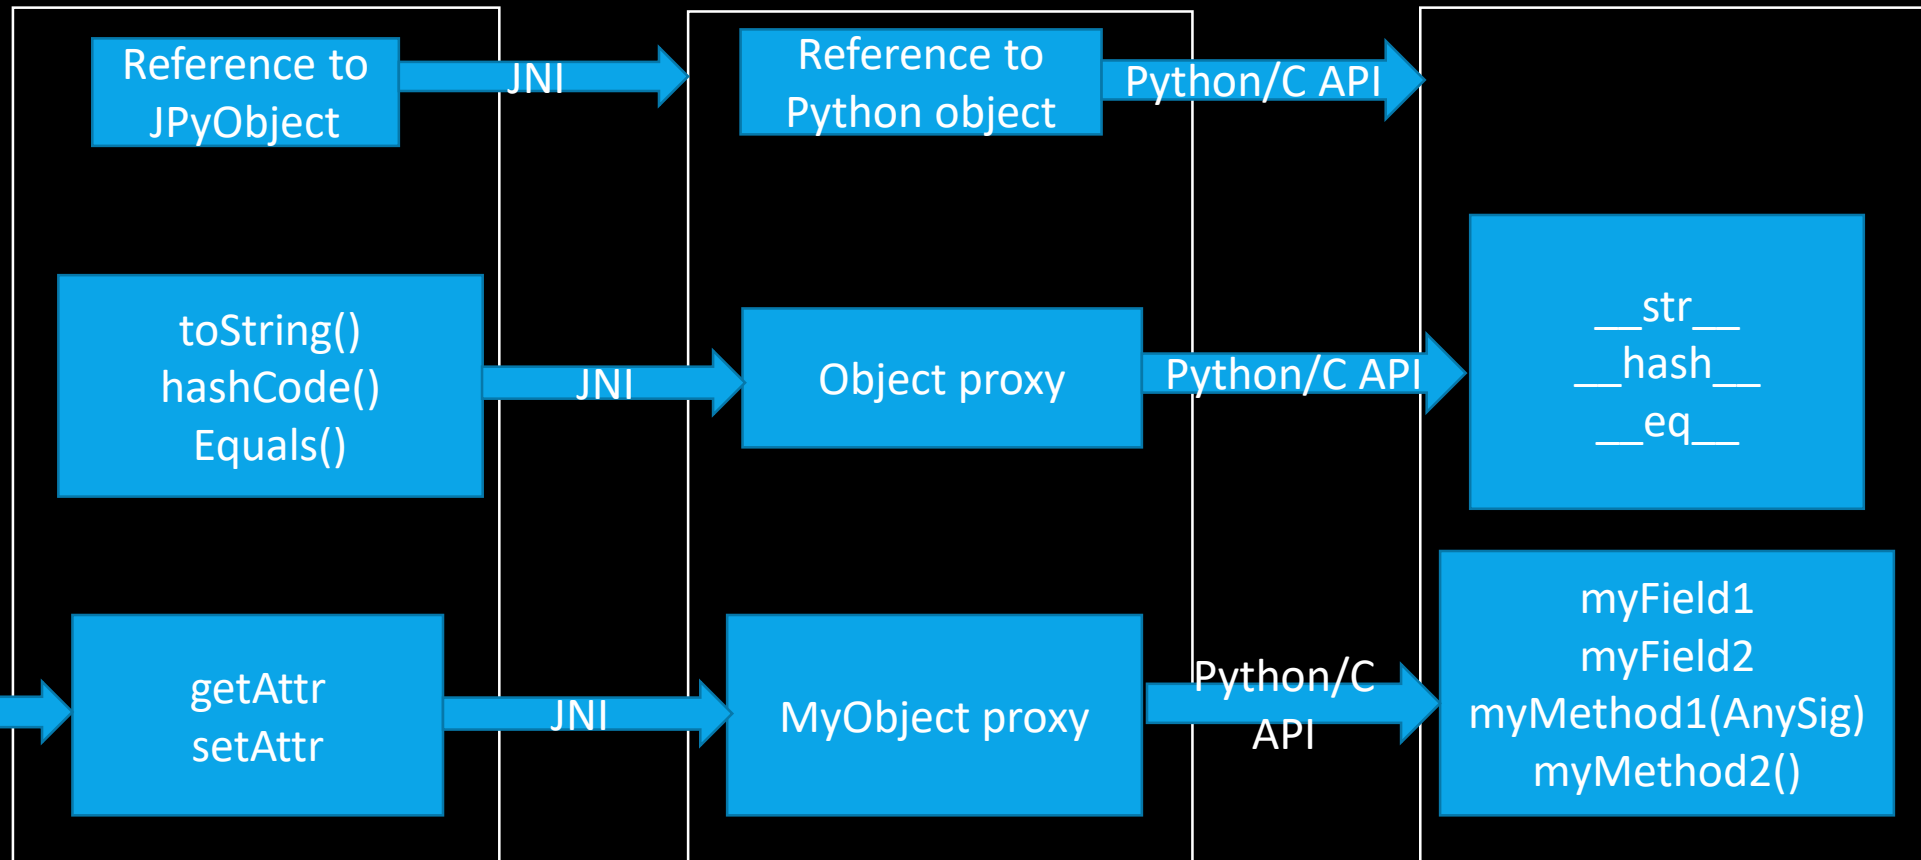 Reference to
JPyObject
JNI
Reference to
Python object
Python/C API
toString()
hashCode()
Equals()
JNI
Object proxy
Python/C API
__str__
__hash__
__eq__
getAttr
setAttr
JNI
MyObject proxy
Python/C
API
myField1
myField2
myMethod1(AnySig)
myMethod2()